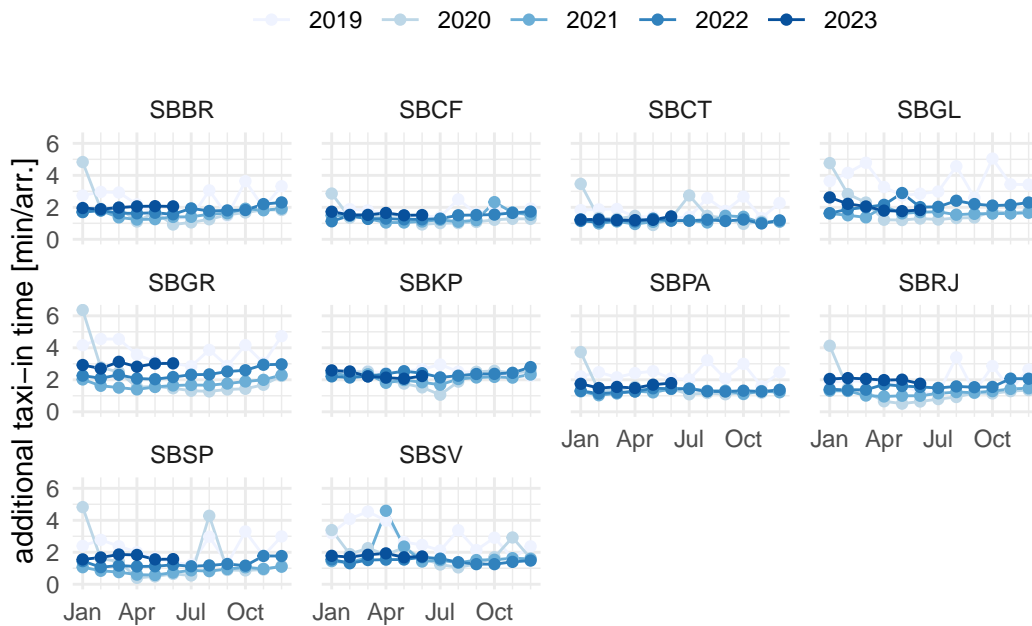 2019 2020 2021 2022 2023
additional taxi−in time [min/arr.]
SBBR SBCF SBCT SBGL
6
4
2
0
SBGR SBKP SBPA SBRJ
6
4
2
0
Jan Apr Jul Oct Jan Apr Jul Oct
SBSP SBSV
6
4
2
0
Jan Apr Jul Oct Jan Apr Jul Oct